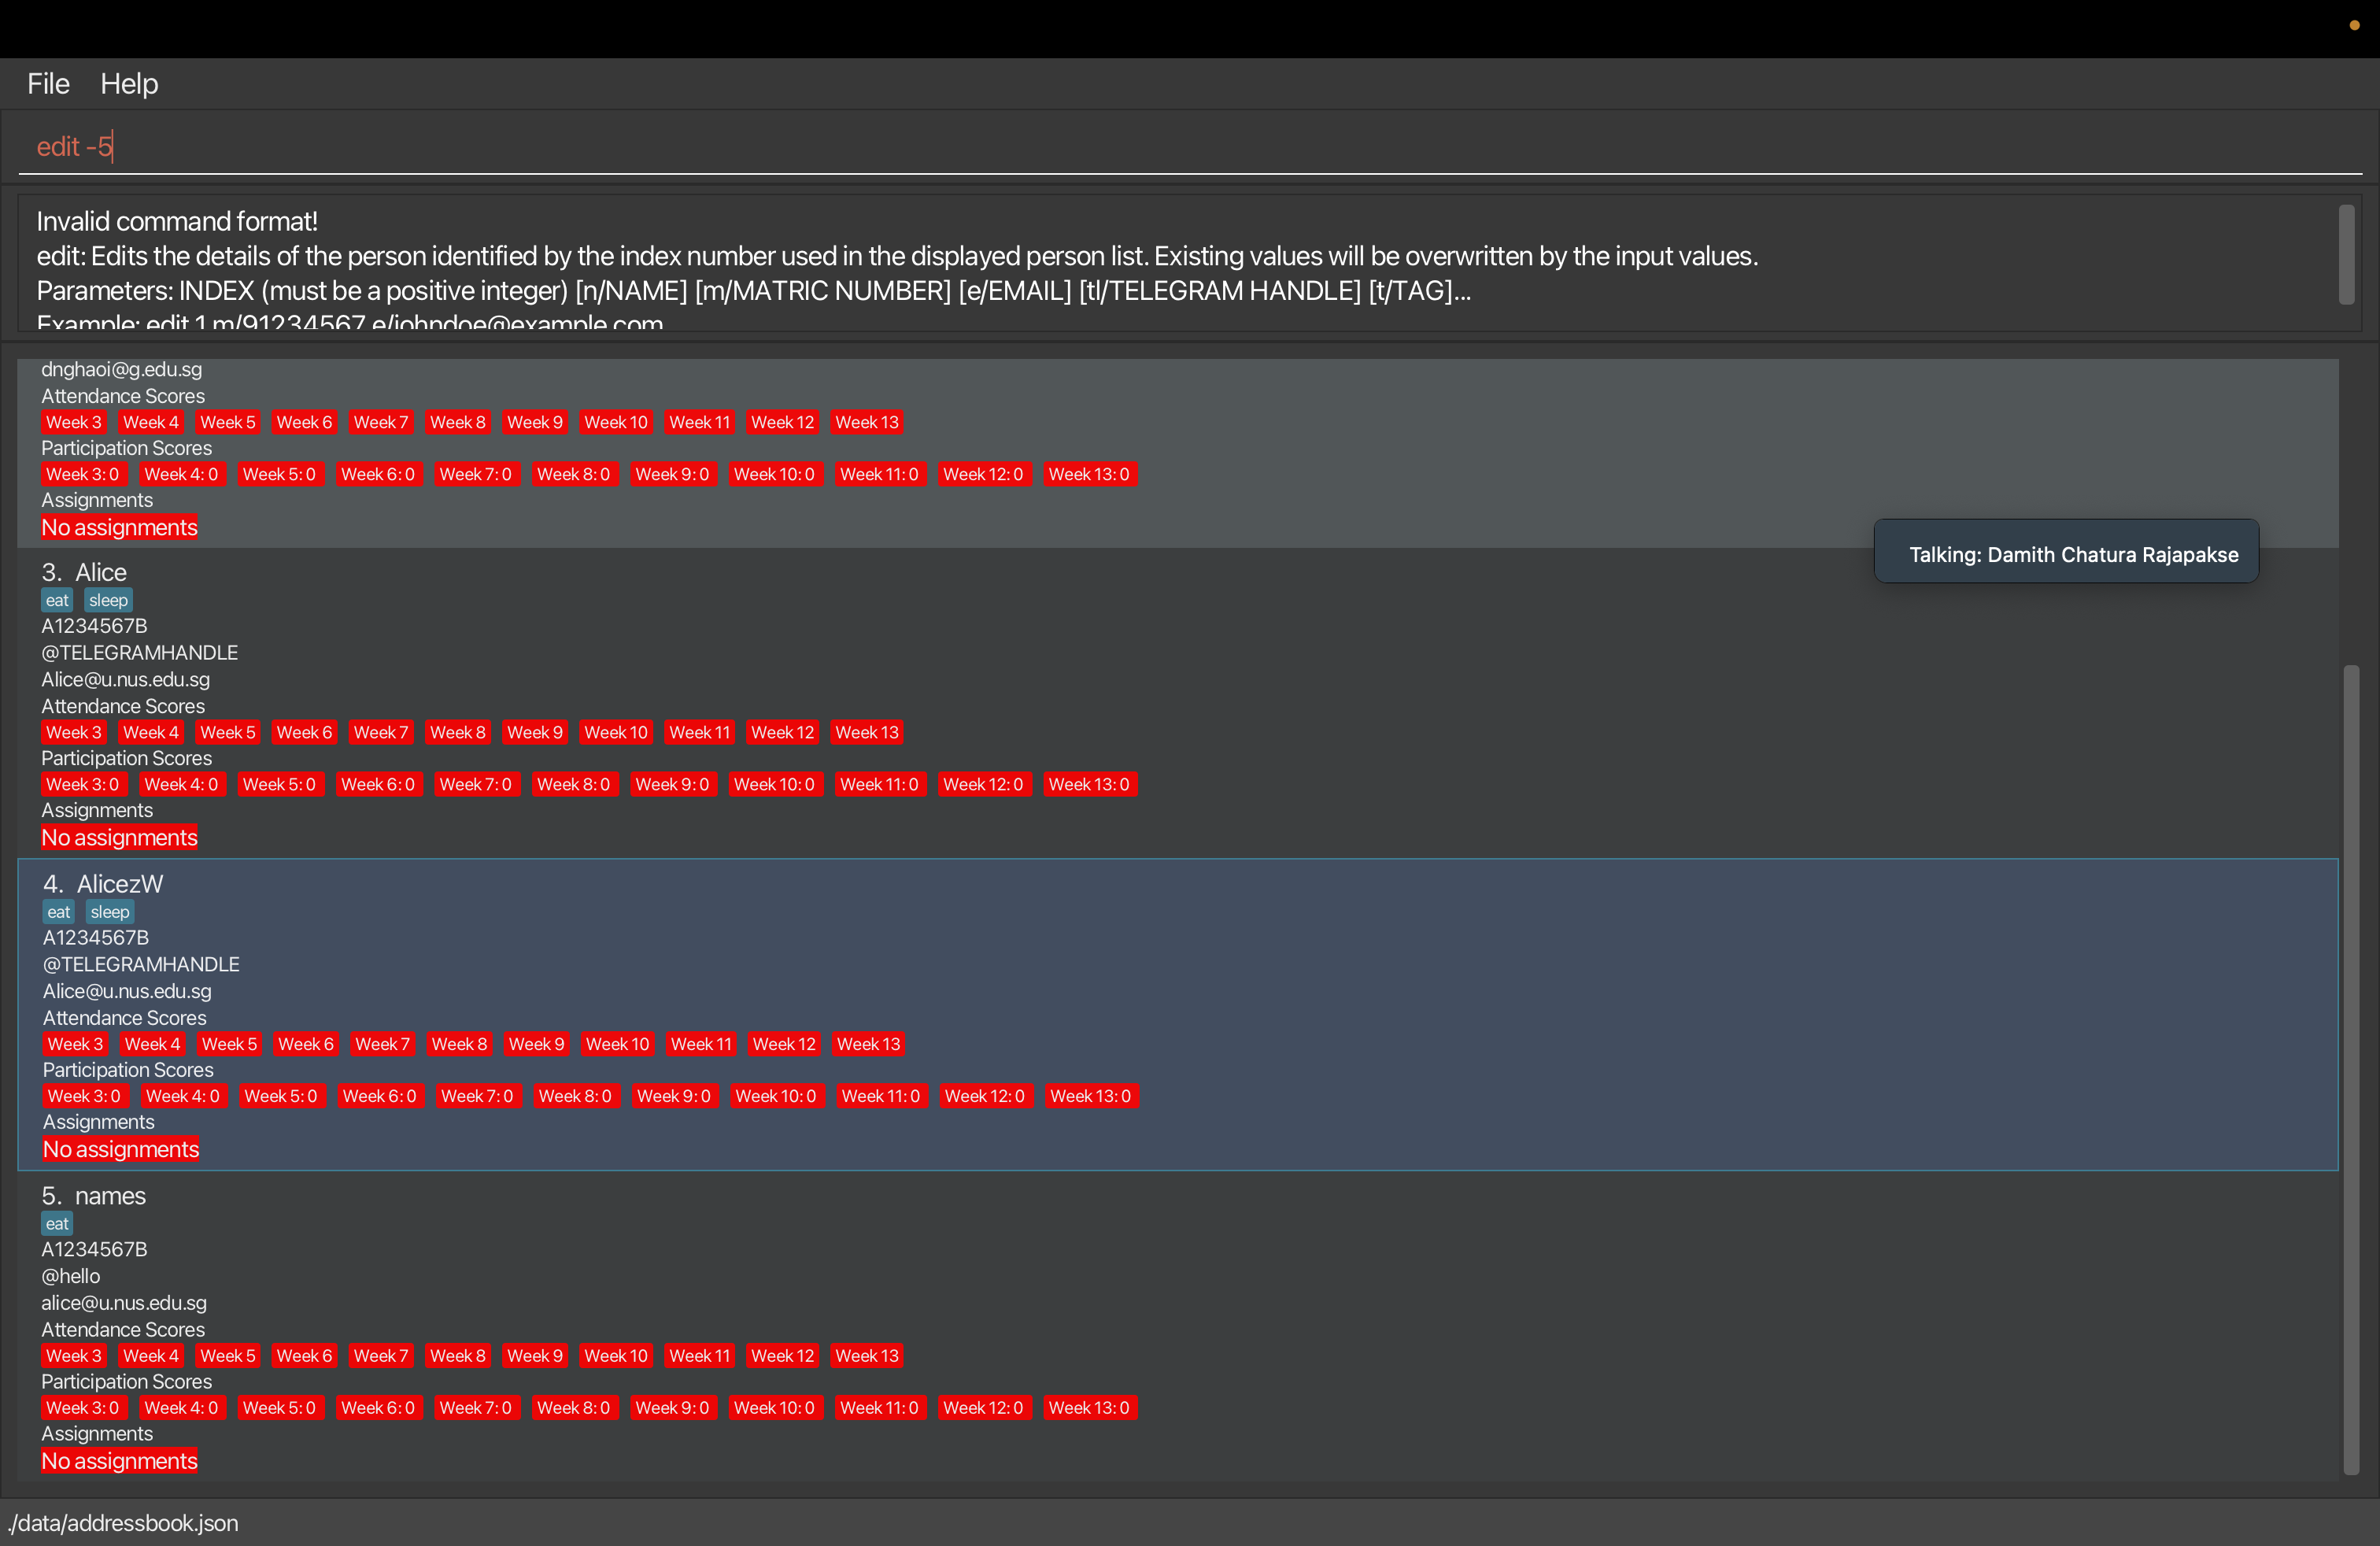 File Help
edit -5
Invalid command format!
edit: Edits the details of the person identified by the index number used in the displayed person list. Existing values will be overwritten by the input values.
Parameters: INDEX (must be a positive integer) [n/NAME] [m/MATRIC NUMBER] [e/EMAIL] [tl/TELEGRAM HANDLE] [t/TAG]...
Example: edit 1 m/91234567 e/johndoe@example.com
dnghaoi@g.edu.sg
Attendance Scores
Week 3 Week 4 Week 5 Week 6 Week 7 Week 8 Week 9 Week 10 Week 11 Week 12 Week 13
Participation Scores
Week 3: 0 Week 4: 0 Week 5: 0 Week 6: 0 Week 7: 0 Week 8: 0 Week 9: 0 Week 10: 0 Week 11: 0 Week 12: 0 Week 13: 0
Assignments
No assignments
Talking: Damith Chatura Rajapakse
3. Alice
eat sleep
A1234567B
@TELEGRAMHANDLE
Alice@u.nus.edu.sg
Attendance Scores
Week 3 Week 4 Week 5 Week 6 Week 7 Week 8 Week 9 Week 10 Week 11 Week 12 Week 13
Participation Scores
Week 3: 0 Week 4: 0 Week 5: 0 Week 6: 0 Week 7: 0 Week 8: 0 Week 9: 0 Week 10: 0 Week 11: 0 Week 12: 0 Week 13: 0
Assignments
No assignments
4. AlicezW
eat sleep
A1234567B
@TELEGRAMHANDLE
Alice@u.nus.edu.sg
Attendance Scores
Week 3 Week 4 Week 5 Week 6 Week 7 Week 8 Week 9 Week 10 Week 11 Week 12 Week 13
Participation Scores
Week 3: 0 Week 4: 0 Week 5: 0 Week 6: 0 Week 7: 0 Week 8: 0 Week 9: 0 Week 10: 0 Week 11: 0 Week 12: 0 Week 13: 0
Assignments
No assignments
5. names
eat
A1234567B
@hello
alice@u.nus.edu.sg
Attendance Scores
Week 3 Week 4 Week 5 Week 6 Week 7 Week 8 Week 9 Week 10 Week 11 Week 12 Week 13
Participation Scores
Week 3: 0 Week 4: 0 Week 5: 0 Week 6: 0 Week 7: 0 Week 8: 0 Week 9: 0 Week 10: 0 Week 11: 0 Week 12: 0 Week 13: 0
Assignments
No assignments
./data/addressbook.json